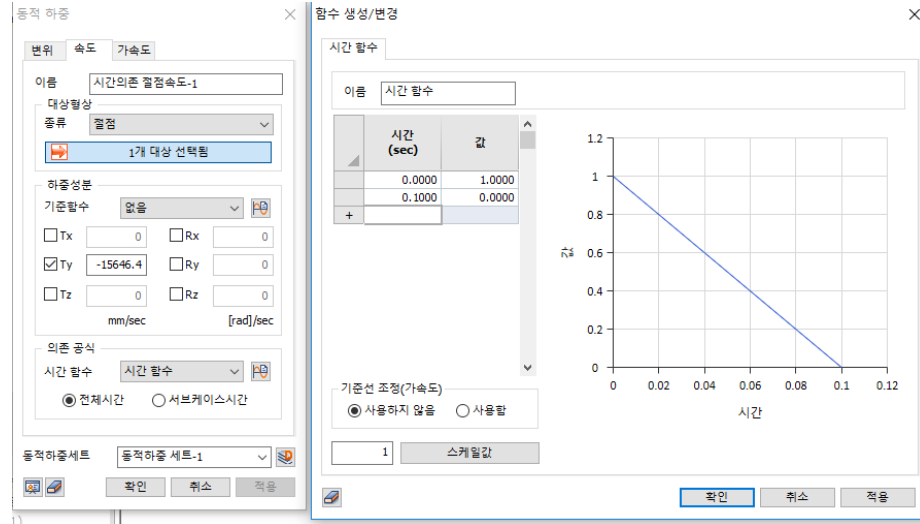 동적 하중
변위 속도 가속도
이름 시간의존 절점속도-1
대상형상
종류 절점
1개 대상 선택됨
하중성분
기준함수 없음
Tx 0 Rx 0
Ty -15646.4 Ry 0
Tz 0 Rz 0
mm/sec [rad]/sec
의존 공식
시간 함수 시간 함수
전체시간 서브케이스시간
동적하중세트 동적하중 세트-1
확인 취소 적용
함수 생성/변경
시간 함수
이름 시간 함수
시간 (sec) 값
0.0000 1.0000
0.1000 0.0000
+
1.2
1
0.8
0.6
0.4
0.2
0
값
0 0.02 0.04 0.06 0.08 0.1 0.12
시간
기준선 조정(가속도)
사용하지 않음 사용함
1 스케일값
확인 취소 적용